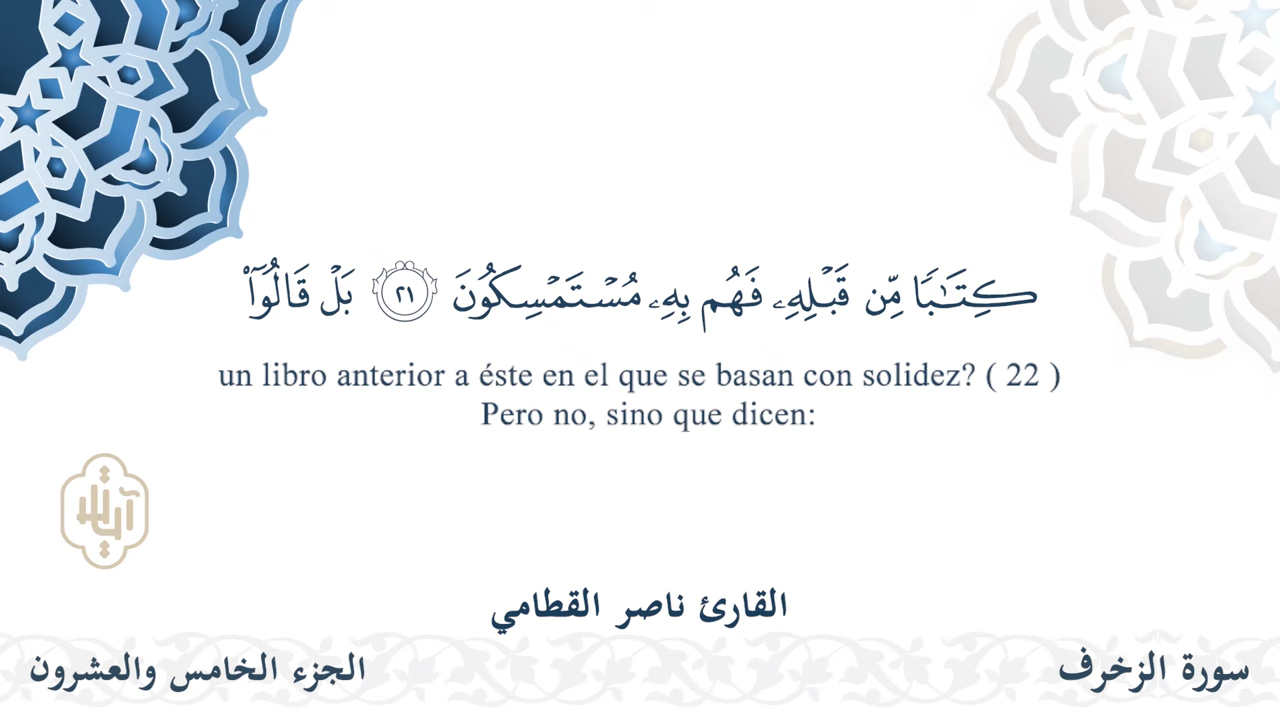 كِتَٰبًا مِّن قَبْلِهِۦ فَهُم بِهِۦ مُسْتَمْسِكُونَ ٢١ بَلْ قَالُوٓا۟
un libro anterior a éste en el que se basan con solidez? ( 22 )
Pero no, sino que dicen:
القارئ ناصر القطامي
سورة الزخرف
الجزء الخامس والعشرون